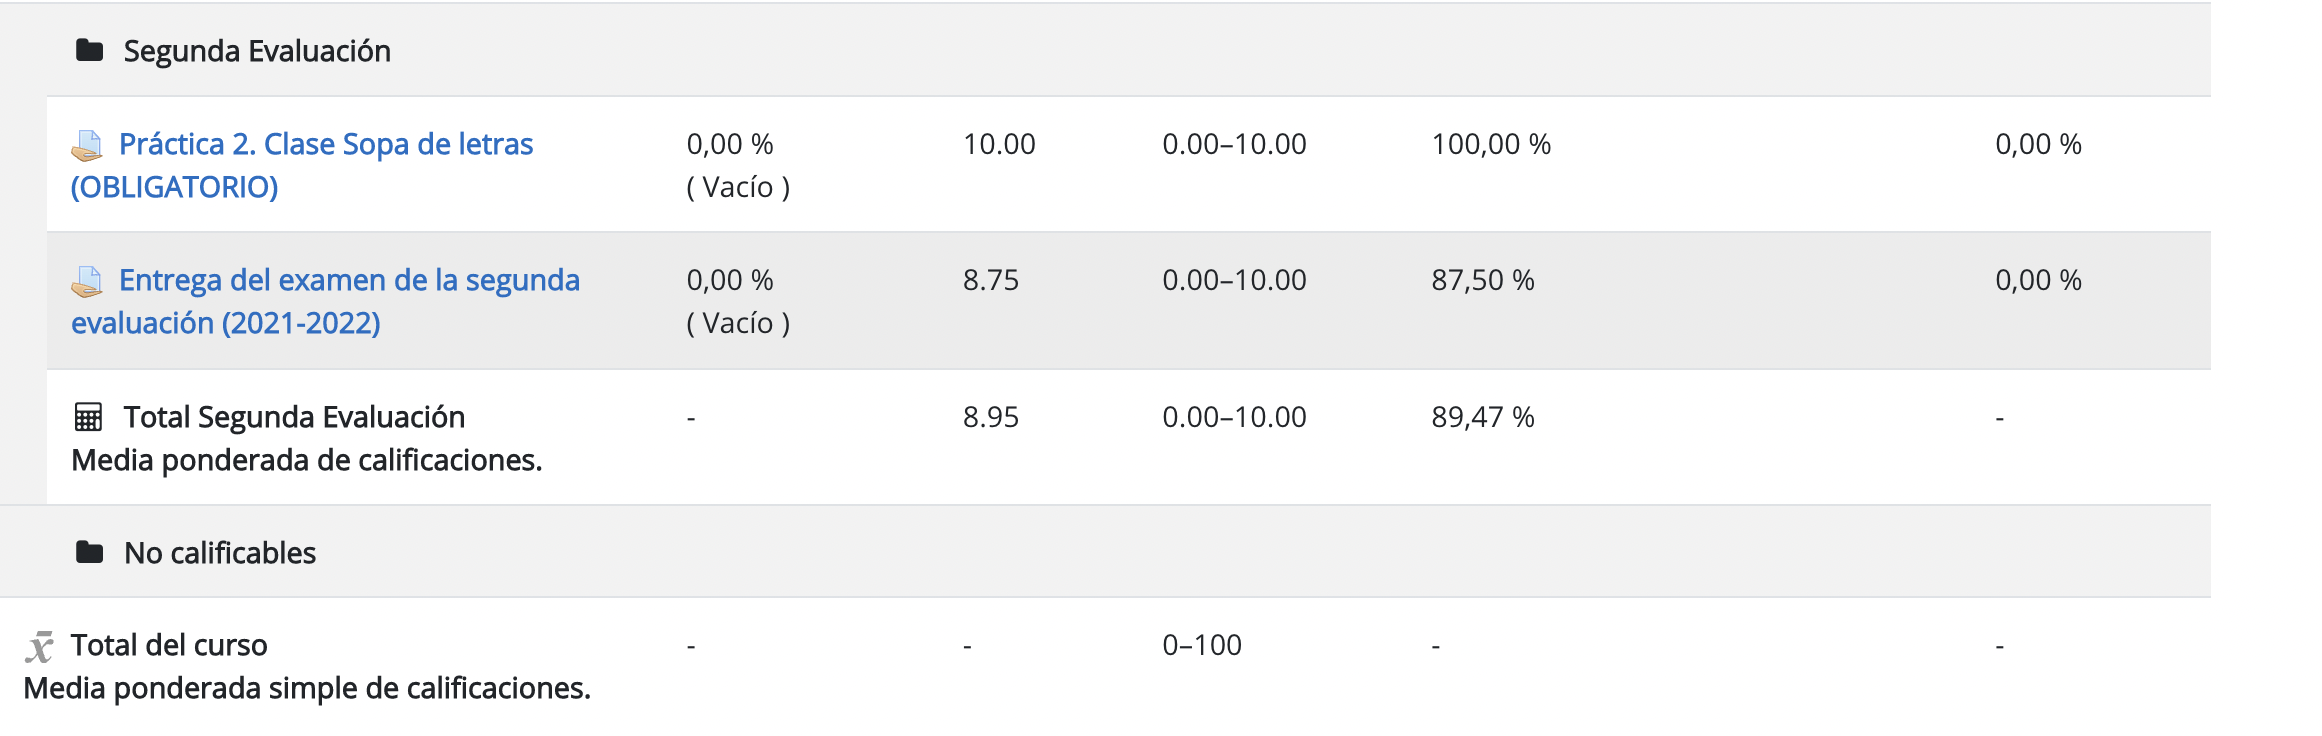 Segunda Evaluación
Práctica 2. Clase Sopa de letras 0,00 % 10.00 0.00–10.00 100,00 % 0,00 %
(OBLIGATORIO) ( Vacío )
Entrega del examen de la segunda 0,00 % 8.75 0.00–10.00 87,50 % 0,00 %
evaluación (2021-2022) ( Vacío )
Total Segunda Evaluación - 8.95 0.00–10.00 89,47 % -
Media ponderada de calificaciones.
No calificables
x̄ Total del curso - - 0–100 - -
Media ponderada simple de calificaciones.